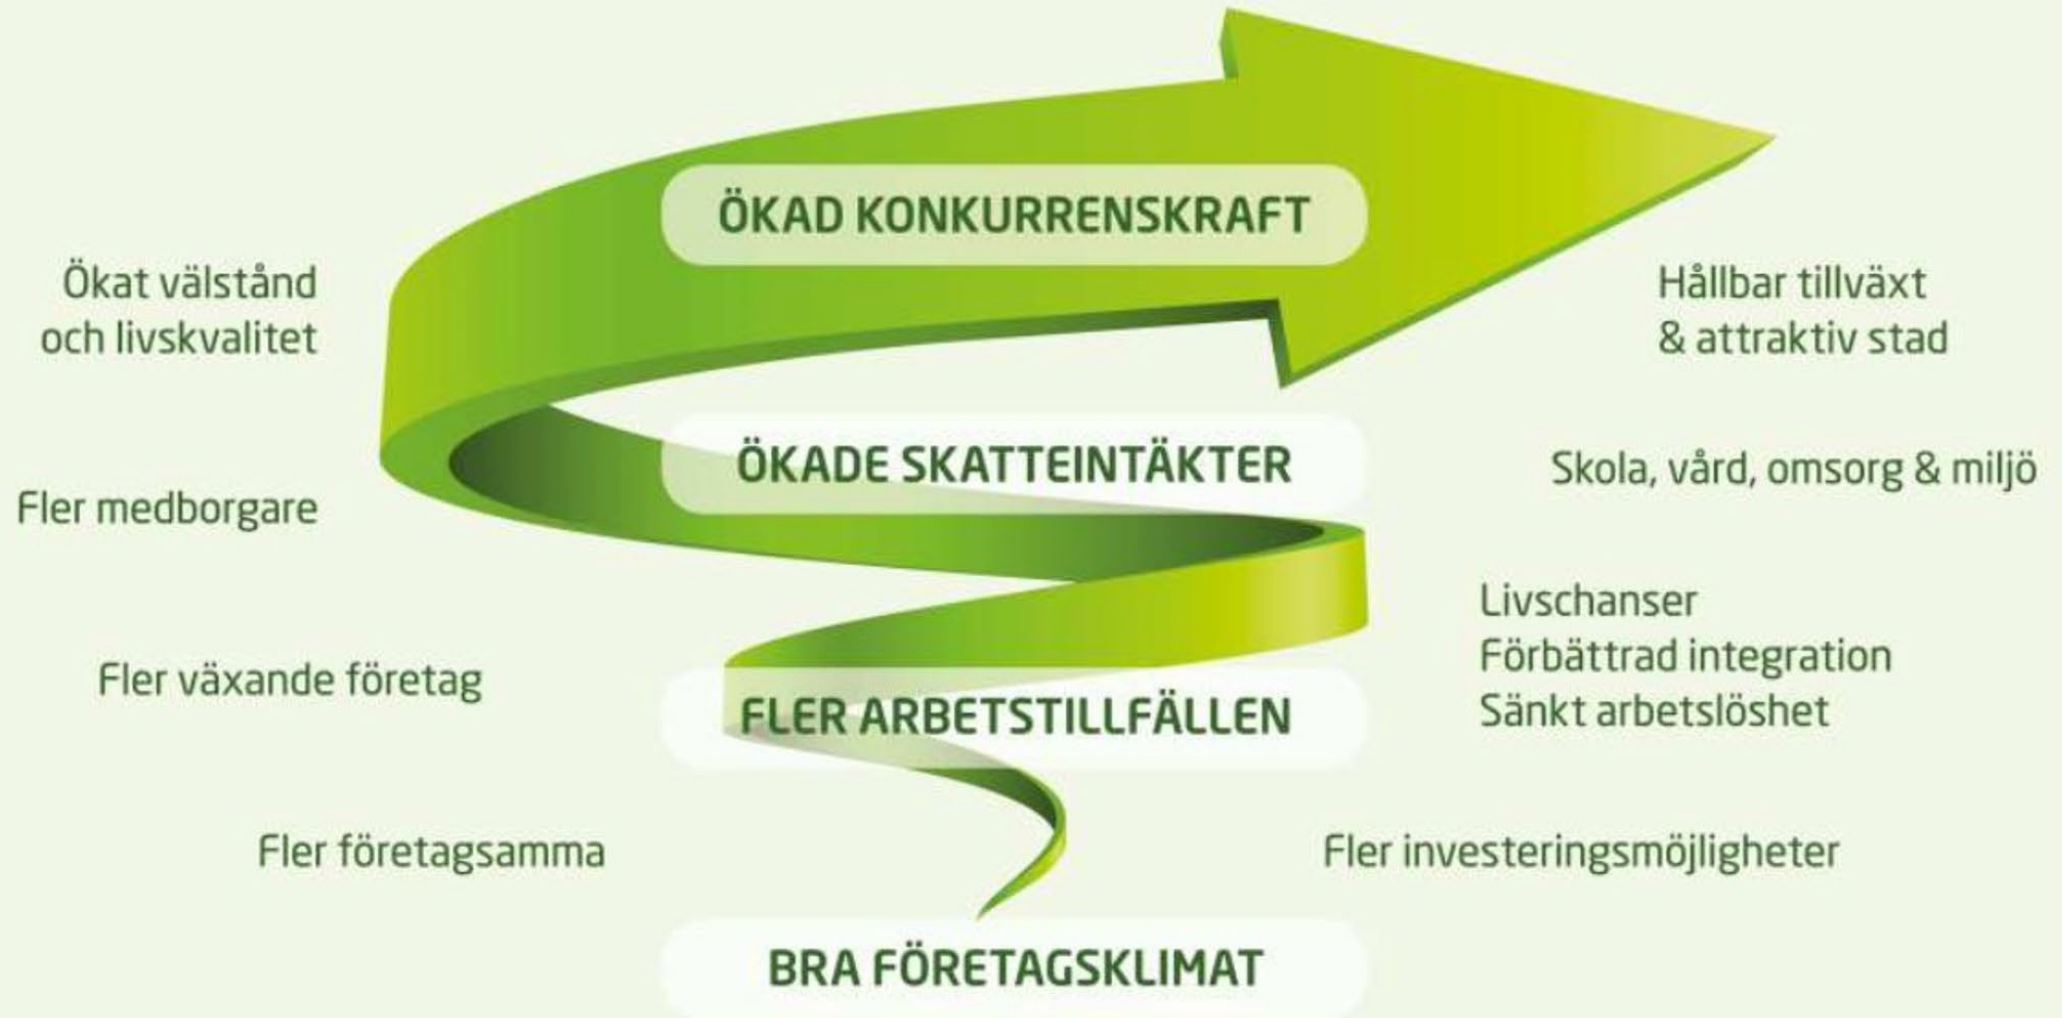 ÖKAD KONKURRENSKRAFT
Ökat välstånd
och livskvalitet
Hållbar tillväxt
& attraktiv stad
ÖKADE SKATTEINTÄKTER
Skola, vård, omsorg & miljö
Fler medborgare
Livschanser
Förbättrad integration
Sänkt arbetslöshet
Fler växande företag
FLER ARBETSTILLFÄLLEN
Fler företagsamma
Fler investeringsmöjligheter
BRA FÖRETAGSKLIMAT